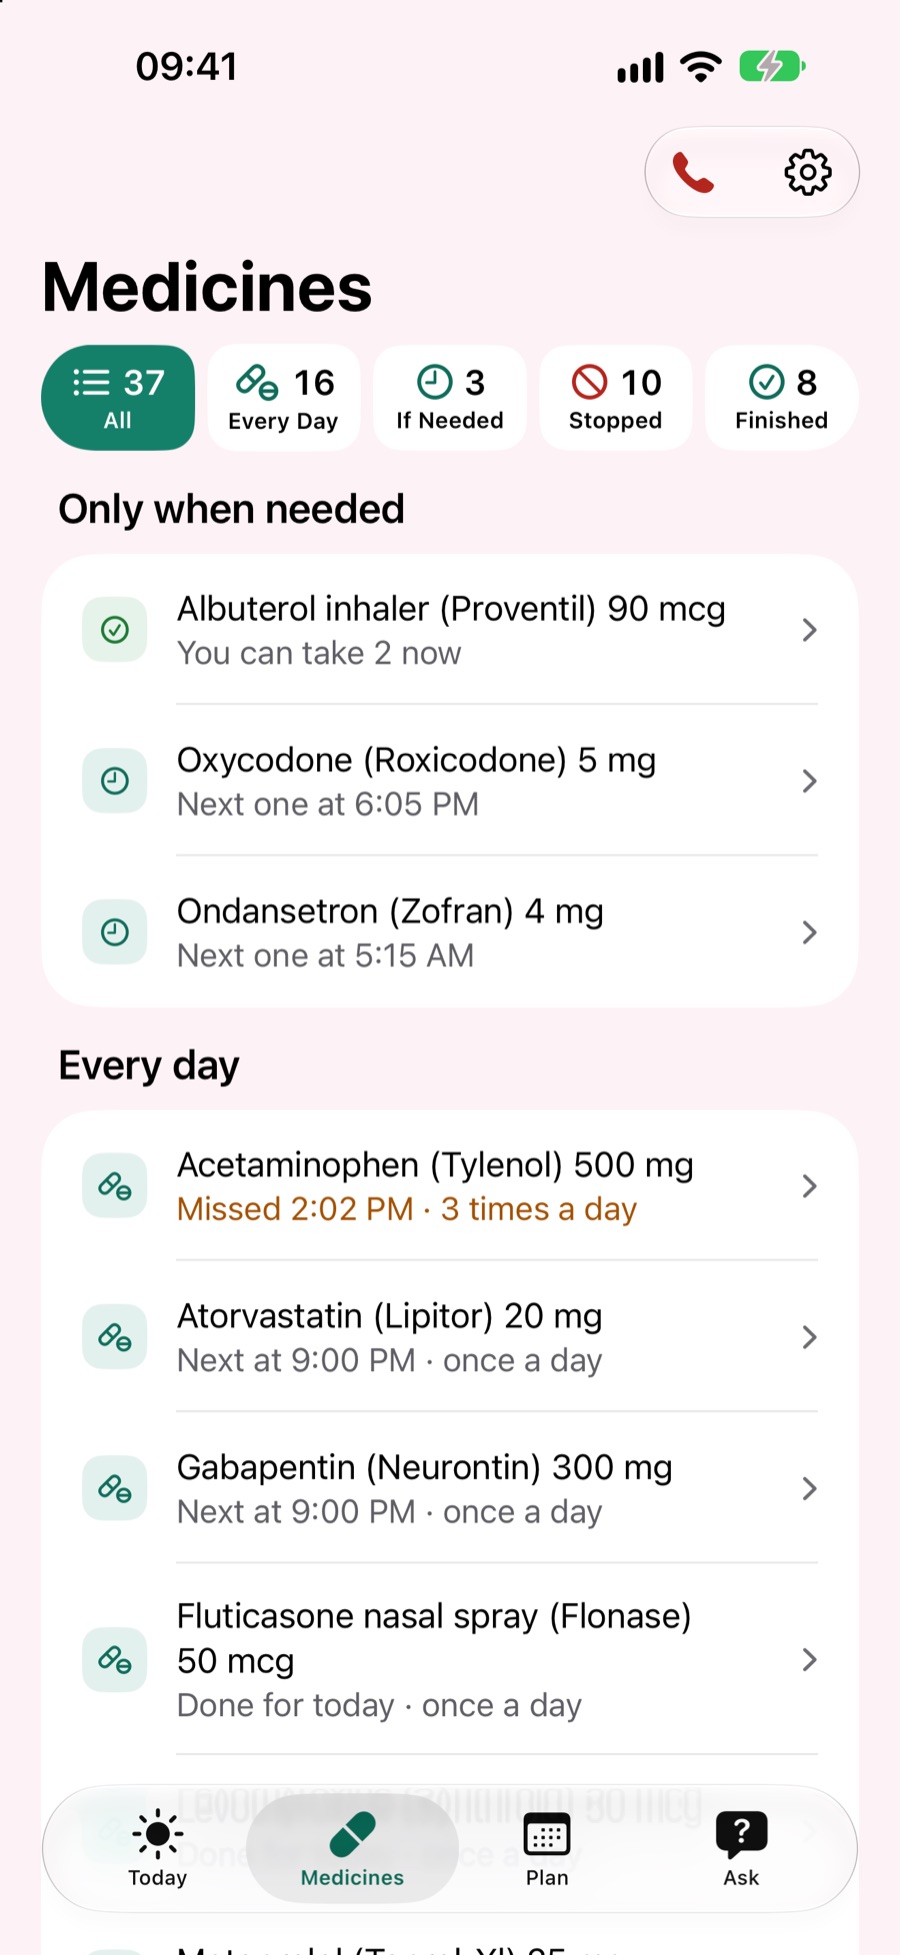 09:41
Medicines
37
All
16
Every Day
3
If Needed
10
Stopped
8
Finished
Only when needed
Albuterol inhaler (Proventil) 90 mcg
You can take 2 now
Oxycodone (Roxicodone) 5 mg
Next one at 6:05 PM
Ondansetron (Zofran) 4 mg
Next one at 5:15 AM
Every day
Acetaminophen (Tylenol) 500 mg
Missed 2:02 PM · 3 times a day
Atorvastatin (Lipitor) 20 mg
Next at 9:00 PM · once a day
Gabapentin (Neurontin) 300 mg
Next at 9:00 PM · once a day
Fluticasone nasal spray (Flonase)
50 mcg
Done for today · once a day
Today
Medicines
Plan
Ask